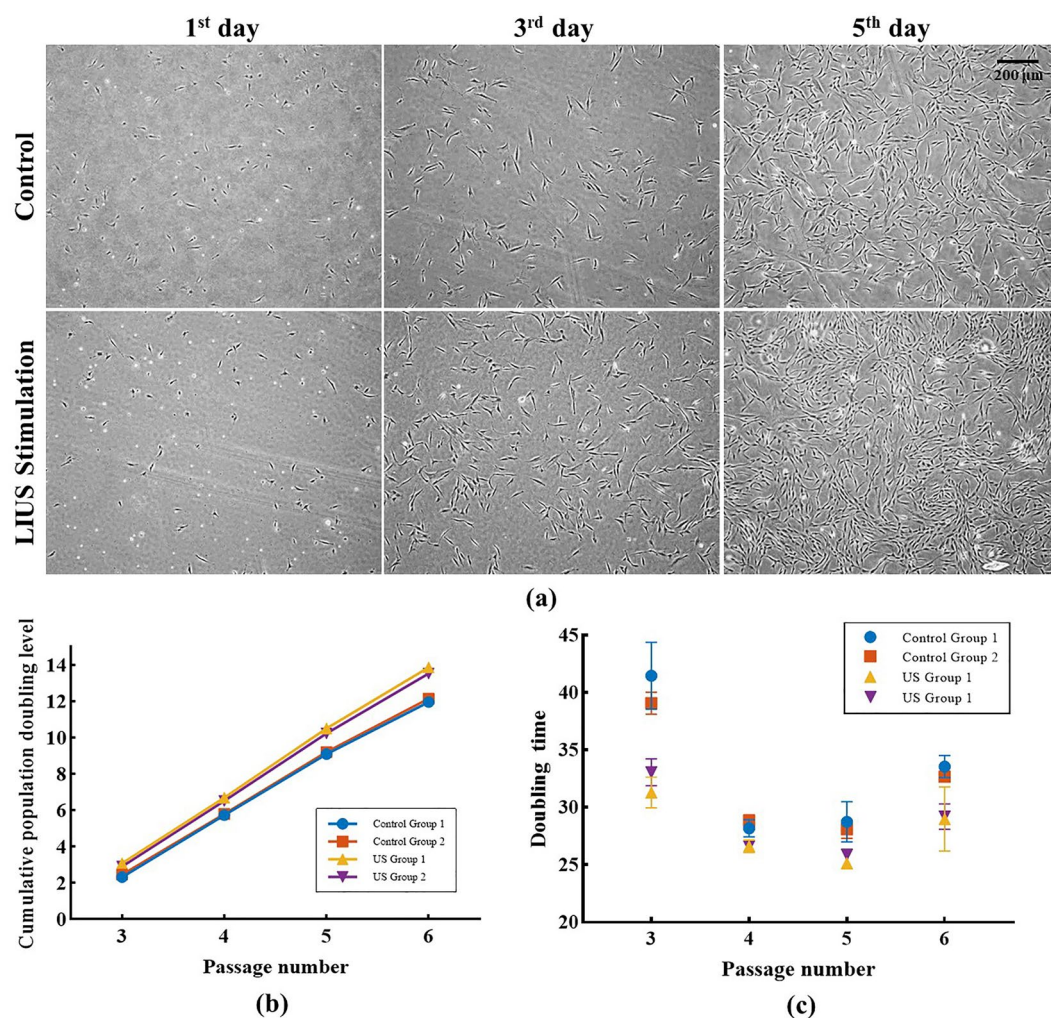 1st day
3rd day
5th day
Control
200 µm
LIUS Stimulation
(a)
Cumulative population doubling level
14
12
10
8
6
4
2
0
3
4
5
6
Passage number
Control Group 1
Control Group 2
US Group 1
US Group 2
(b)
Doubling time
45
40
35
30
25
20
3
4
5
6
Passage number
Control Group 1
Control Group 2
US Group 1
US Group 1
(c)